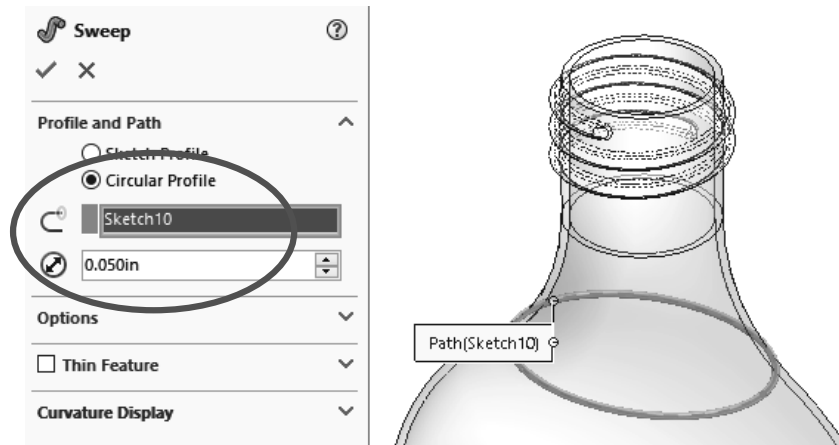 Sweep
Profile and Path
Sketch Profile
Circular Profile
Sketch10
0.050in
Options
Thin Feature
Curvature Display
Path(Sketch10)